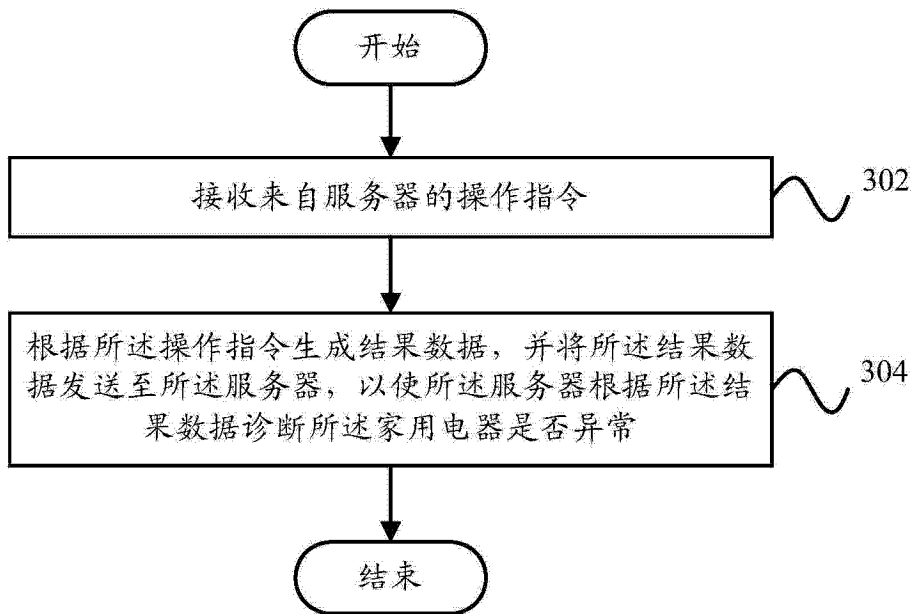 开始
接收来自服务器的操作指令
302
根据所述操作指令生成结果数据，并将所述结果数
据发送至所述服务器，以使所述服务器根据所述结
果数据诊断所述家用电器是否异常
304
结束